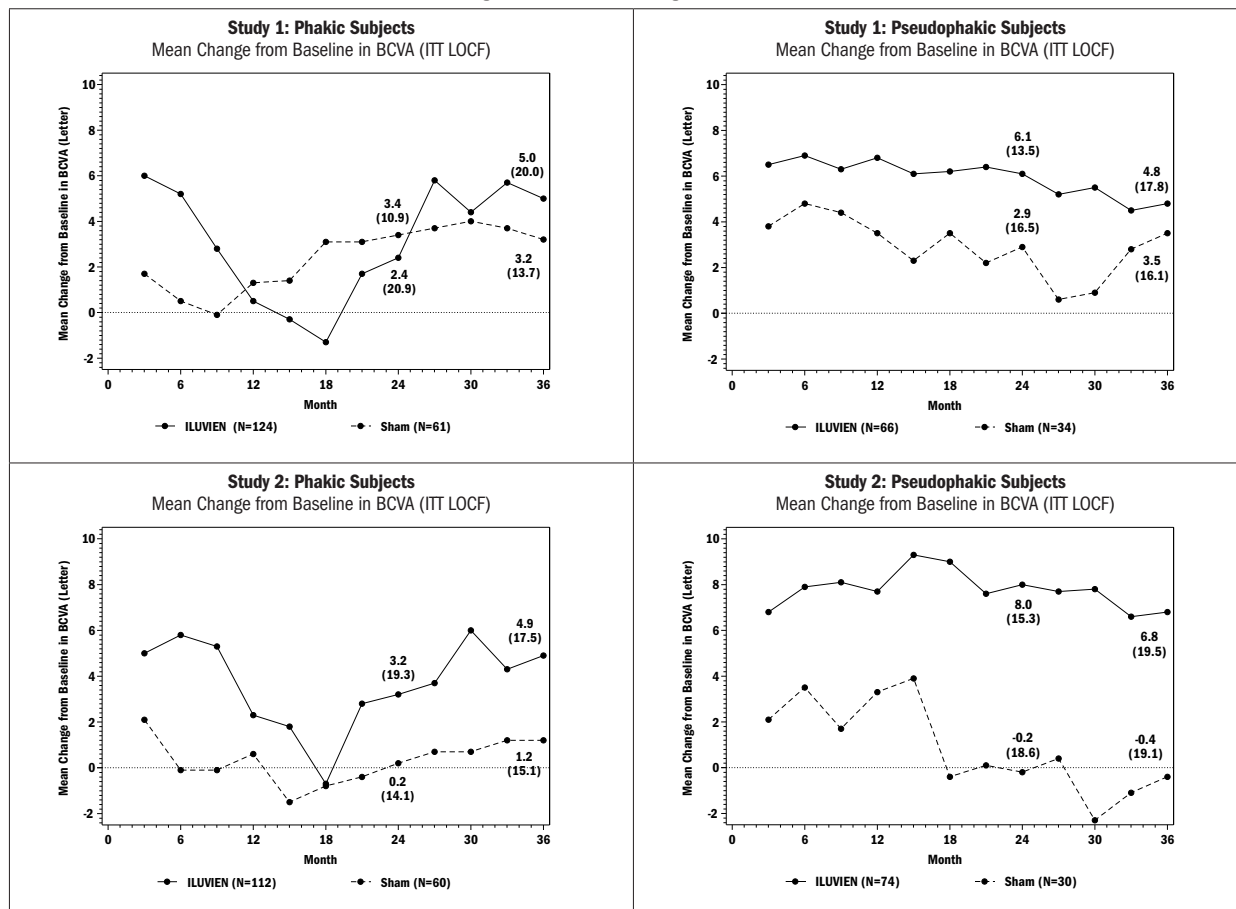 Study 1: Phakic Subjects
Mean Change from Baseline in BCVA (ITT LOCF)
Mean Change from Baseline in BCVA (Letter)
10
8
6
4
2
0
-2
5.0
(20.0)
3.4
(10.9)
2.4
(20.9)
3.2
(13.7)
0 6 12 18 24 30 36
Month
ILUVIEN (N=124) Sham (N=61)
Study 1: Pseudophakic Subjects
Mean Change from Baseline in BCVA (ITT LOCF)
Mean Change from Baseline in BCVA (Letter)
10
8
6
4
2
0
-2
6.1
(13.5)
4.8
(17.8)
2.9
(16.5)
3.5
(16.1)
0 6 12 18 24 30 36
Month
ILUVIEN (N=66) Sham (N=34)
Study 2: Phakic Subjects
Mean Change from Baseline in BCVA (ITT LOCF)
Mean Change from Baseline in BCVA (Letter)
10
8
6
4
2
0
-2
4.9
(17.5)
3.2
(19.3)
1.2
(15.1)
0.2
(14.1)
0 6 12 18 24 30 36
Month
ILUVIEN (N=112) Sham (N=60)
Study 2: Pseudophakic Subjects
Mean Change from Baseline in BCVA (ITT LOCF)
Mean Change from Baseline in BCVA (Letter)
10
8
6
4
2
0
-2
8.0
(15.3)
6.8
(19.5)
-0.2
(18.6)
-0.4
(19.1)
0 6 12 18 24 30 36
Month
ILUVIEN (N=74) Sham (N=30)